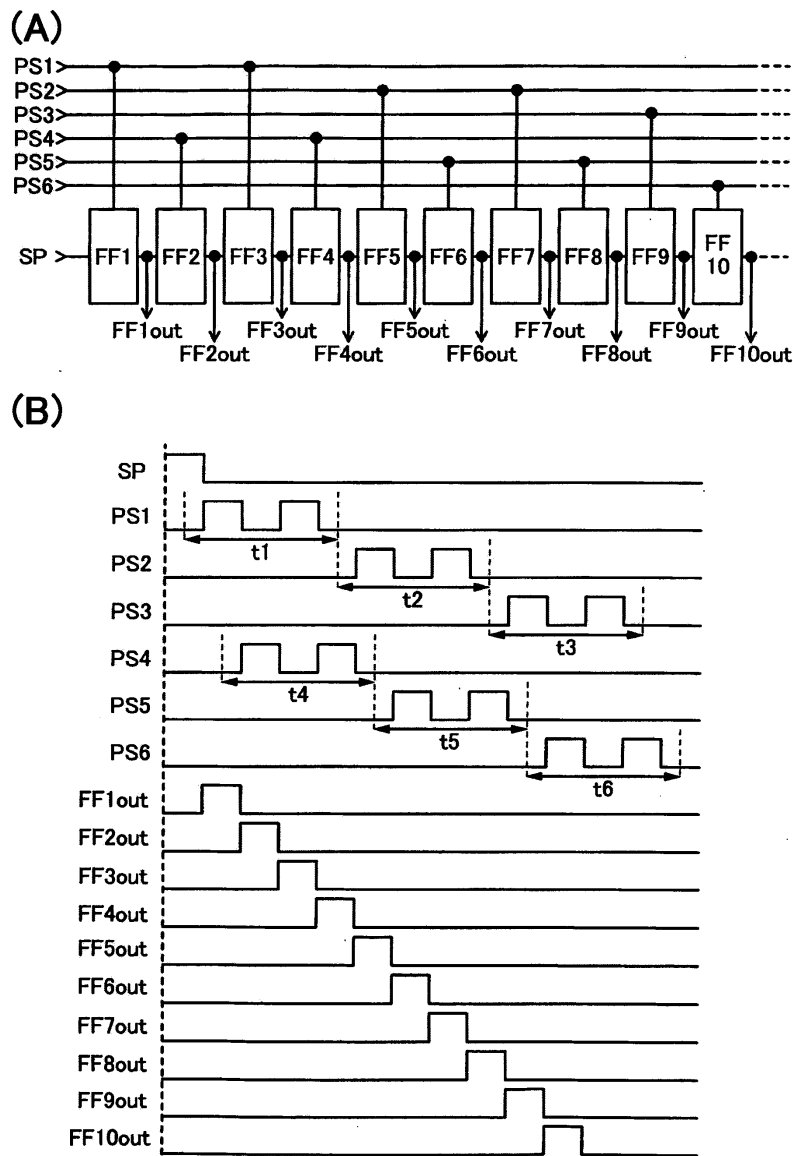 (A)
PS1
PS2
PS3
PS4
PS5
PS6
SP
FF1
FF2
FF3
FF4
FF5
FF6
FF7
FF8
FF9
FF
10
FF1out
FF3out
FF5out
FF7out
FF9out
FF2out
FF4out
FF6out
FF8out
FF10out
(B)
SP
PS1
t1
PS2
t2
PS3
t3
PS4
t4
PS5
t5
PS6
t6
FF1out
FF2out
FF3out
FF4out
FF5out
FF6out
FF7out
FF8out
FF9out
FF10out